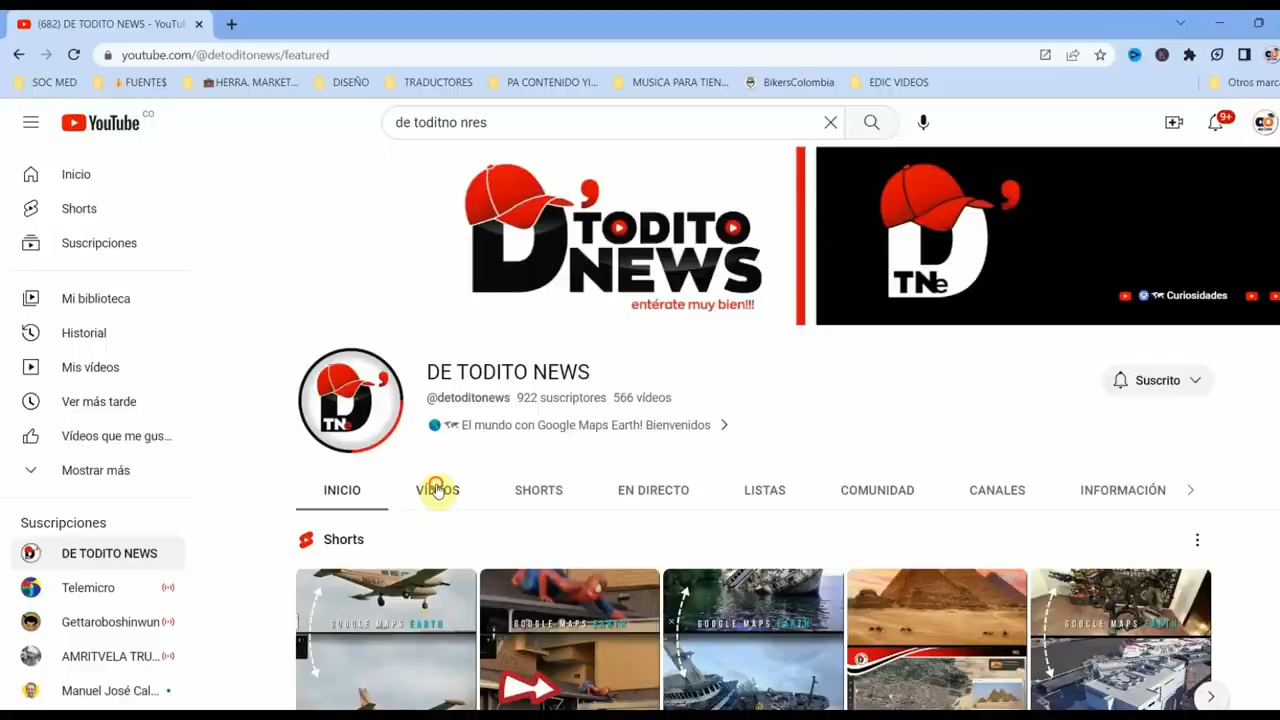 (682) DE TODITO NEWS - YouTu
youtube.com/@detoditonews/featured
SOC MED
FUENTE$
HERRA. MARKET...
DISEÑO
TRADUCTORES
PA CONTENIDO YI...
MUSICA PARA TIEN...
BikersColombia
EDIC VIDEOS
Otros marc
YouTube CO
de toditno nres
9+
Inicio
Shorts
Suscripciones
Mi biblioteca
Historial
Mis vídeos
Ver más tarde
Vídeos que me gus...
Mostrar más
Suscripciones
DE TODITO NEWS
Telemicro
Gettaroboshinwun
AMRITVELA TRU...
Manuel José Cal...
D'TODITO
NEWS
entérate muy bien!!!
D'
TNe
Curiosidades
D'
TNe
DE TODITO NEWS
@detoditonews 922 suscriptores 566 vídeos
El mundo con Google Maps Earth! Bienvenidos
Suscrito
INICIO
VÍDEOS
SHORTS
EN DIRECTO
LISTAS
COMUNIDAD
CANALES
INFORMACIÓN
Shorts
GOOGLE MAPS EARTH
GOOGLE MAPS EARTH
GOOGLE MAPS EARTH
GOOGLE MAPS EARTH